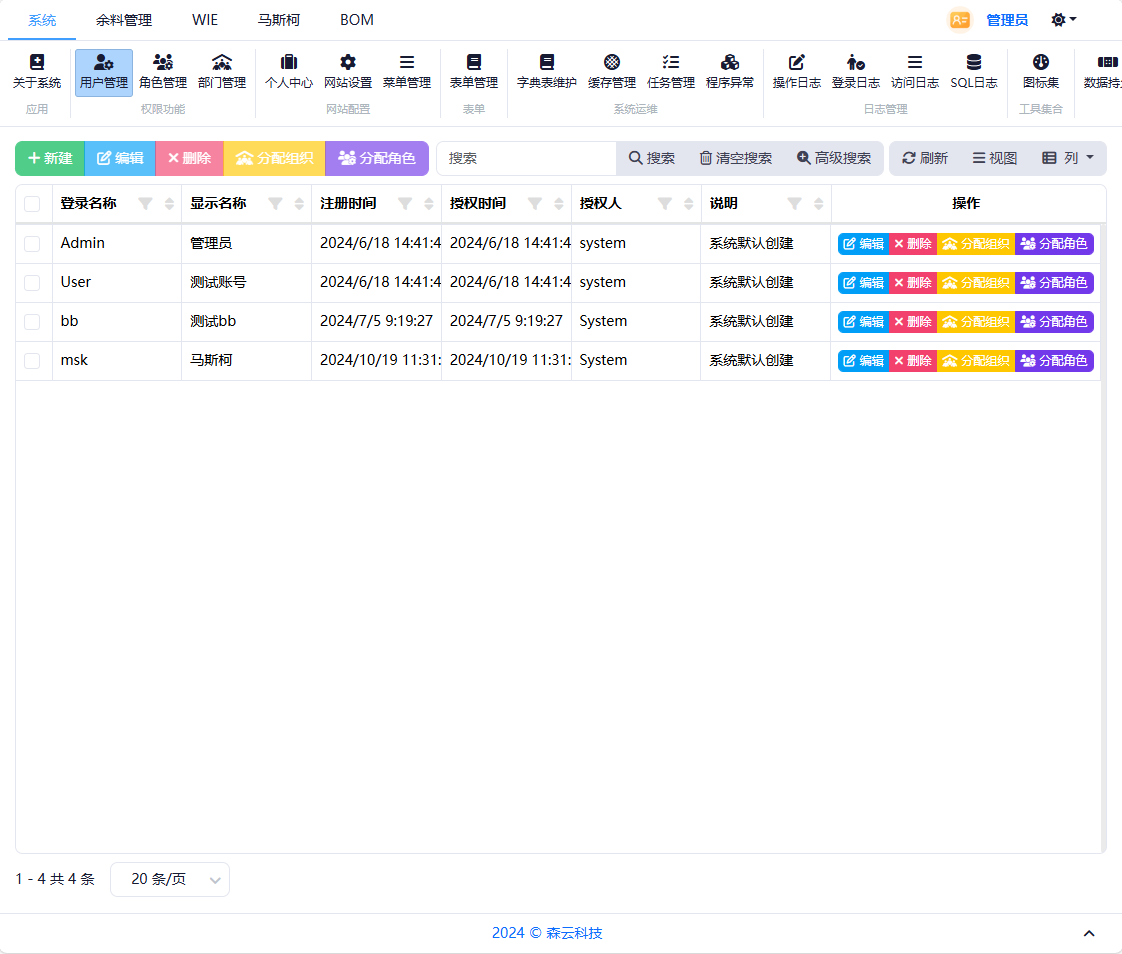 系统 余料管理 WIE 马斯柯 BOM 管理员
关于系统 用户管理 角色管理 部门管理 个人中心 网站设置 菜单管理 表单管理 字典表维护 缓存管理 任务管理 程序异常 操作日志 登录日志 访问日志 SQL日志 图标集 数据持
应用 权限功能 网站配置 表单 系统运维 日志管理 工具集合
新建 编辑 删除 分配组织 分配角色 搜索 搜索 清空搜索 高级搜索 刷新 视图 列
登录名称 显示名称 注册时间 授权时间 授权人 说明 操作
Admin 管理员 2024/6/18 14:41:4 2024/6/18 14:41:4 system 系统默认创建 编辑 删除 分配组织 分配角色
User 测试账号 2024/6/18 14:41:4 2024/6/18 14:41:4 system 系统默认创建 编辑 删除 分配组织 分配角色
bb 测试bb 2024/7/5 9:19:27 2024/7/5 9:19:27 System 系统默认创建 编辑 删除 分配组织 分配角色
msk 马斯柯 2024/10/19 11:31: 2024/10/19 11:31: System 系统默认创建 编辑 删除 分配组织 分配角色
1 - 4 共 4 条 20 条/页
2024 © 森云科技